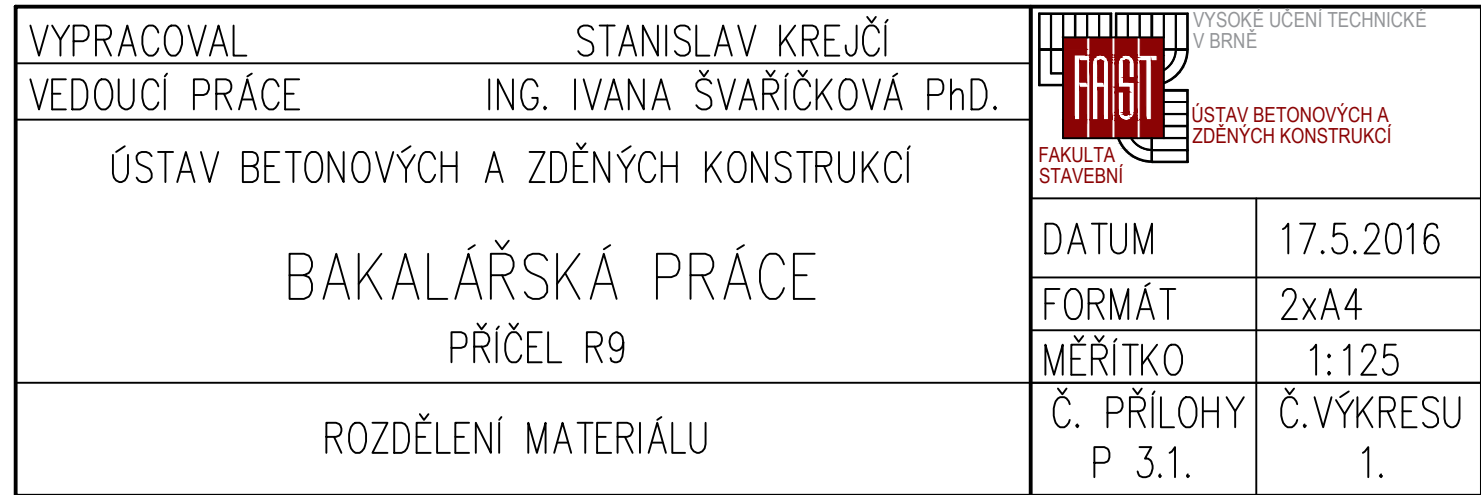 VYPRACOVAL STANISLAV KREJČÍ
VEDOUCÍ PRÁCE ING. IVANA ŠVAŘÍČKOVÁ PhD.
ÚSTAV BETONOVÝCH A ZDĚNÝCH KONSTRUKCÍ
BAKALÁŘSKÁ PRÁCE
PŘÍČEL R9
ROZDĚLENÍ MATERIÁLU
VYSOKÉ UČENÍ TECHNICKÉ
V BRNĚ
FAST
ÚSTAV BETONOVÝCH A
ZDĚNÝCH KONSTRUKCÍ
FAKULTA
STAVEBNÍ
DATUM 17.5.2016
FORMÁT 2xA4
MĚŘÍTKO 1:125
Č. PŘÍLOHY Č.VÝKRESU
P 3.1. 1.